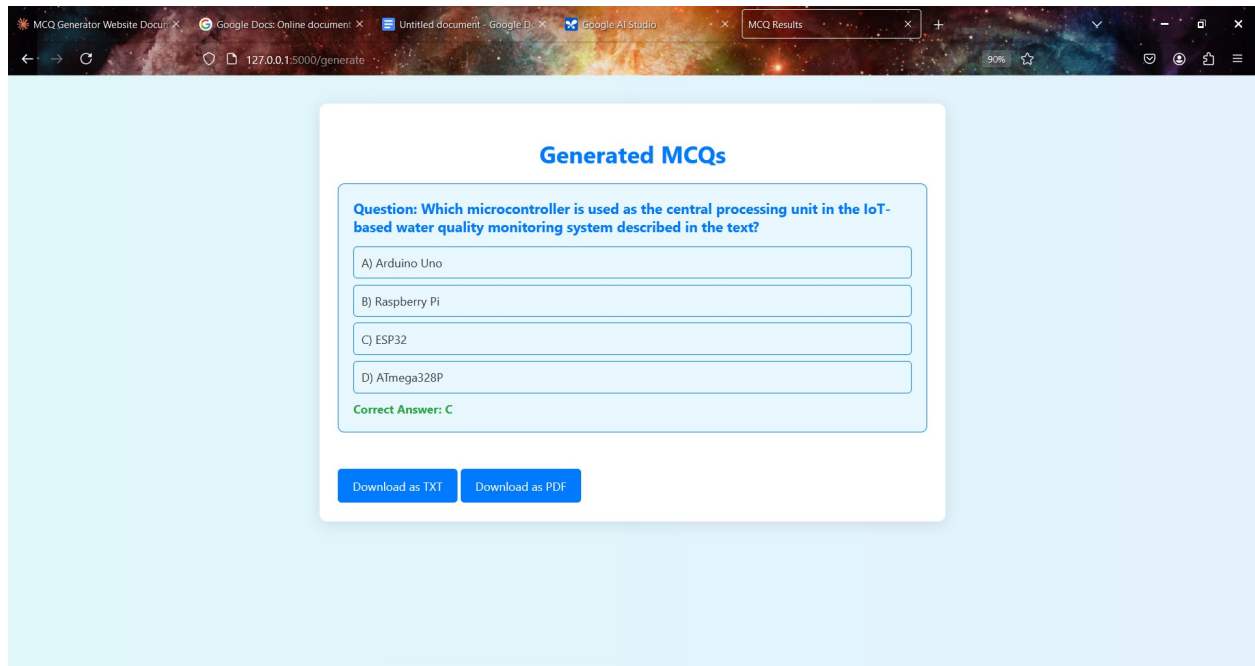 MCQ Generator Website Docum
Google Docs: Online document
Untitled document - Google D
Google AI Studio
MCQ Results
127.0.0.1:5000/generate
90%
Generated MCQs
Question: Which microcontroller is used as the central processing unit in the IoT-
based water quality monitoring system described in the text?
A) Arduino Uno
B) Raspberry Pi
C) ESP32
D) ATmega328P
Correct Answer: C
Download as TXT
Download as PDF